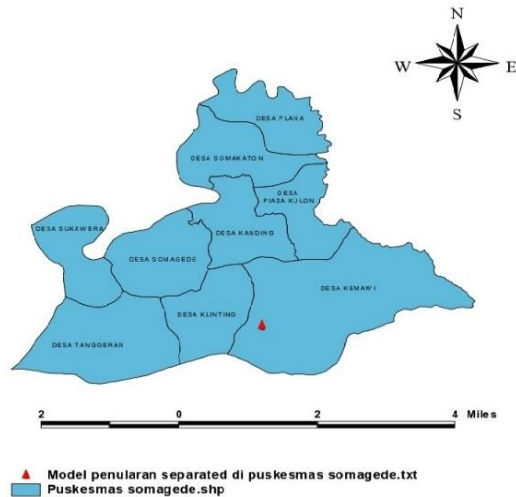 N
W E
S
DESA PLANA
DESA SOMAKATON
DESA
PIASA KULON
DESA SUKAWERA
DESA KANDING
DESA SOMAGEDE
DESA KEMAWI
DESA KLINTING
DESA TANGGERAN
2 0 2 4 Miles
Model penularan separated di puskesmas somagede.txt
Puskesmas somagede.shp